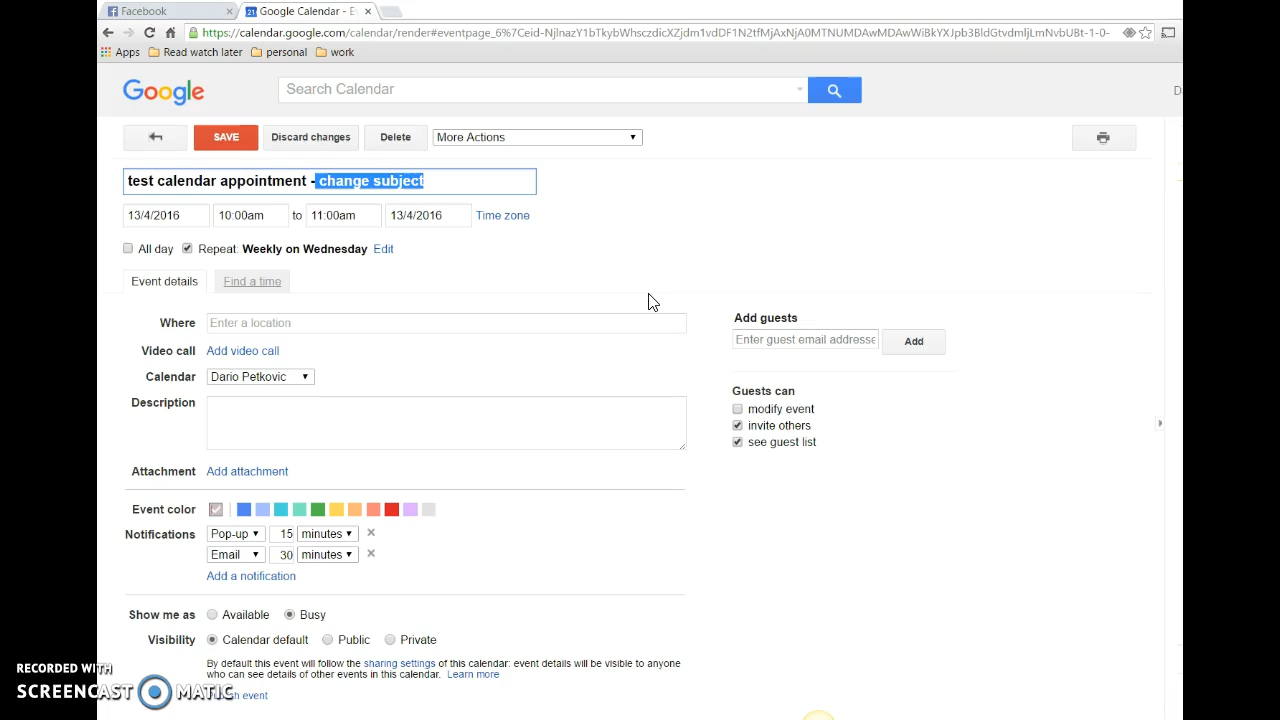 Facebook
21
Google Calendar - E
https://calendar.google.com/calendar/render#eventpage_6%7Ceid-NjlnazY1bTkybWhsczdicXZjdm1vdDF1N2tfMjAxNjA0MTNUMDAwMDAwWiBkYXJpb3BldGtvdmljLmNvbUBt-1-0-
Apps
Read watch later
personal
work
Google
Search Calendar
D
SAVE
Discard changes
Delete
More Actions
test calendar appointment - change subject
13/4/2016
10:00am
to
11:00am
13/4/2016
Time zone
All day
Repeat: Weekly on Wednesday
Edit
Event details
Find a time
Where
Enter a location
Video call
Add video call
Calendar
Dario Petkovic
Description
Attachment
Add attachment
Event color
Notifications
Pop-up
15
minutes
Email
30
minutes
Add a notification
Show me as
Available
Busy
Visibility
Calendar default
Public
Private
By default this event will follow the sharing settings of this calendar: event details will be visible to anyone
who can see details of other events in this calendar. Learn more
event
Add guests
Enter guest email addresse
Add
Guests can
modify event
invite others
see guest list
RECORDED WITH
SCREENCAST MATIC